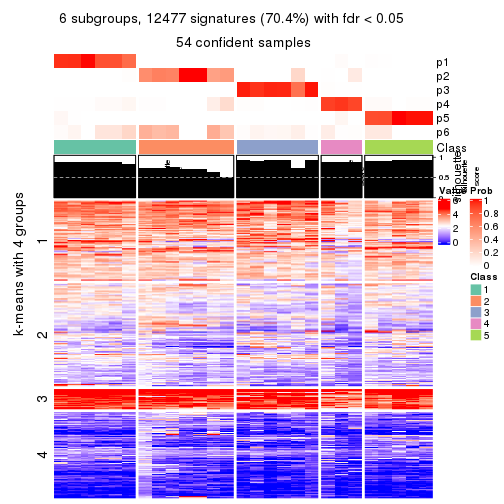 6 subgroups, 12477 signatures (70.4%) with fdr < 0.05
54 confident samples
p1
p2
p3
p4
p5
p6
Class
1
0.5
silhouette
score
Value
6
4
2
0
Prob
1
0.8
0.6
0.4
0.2
0
Class
1
2
3
4
5
k-means with 4 groups
1
2
3
4